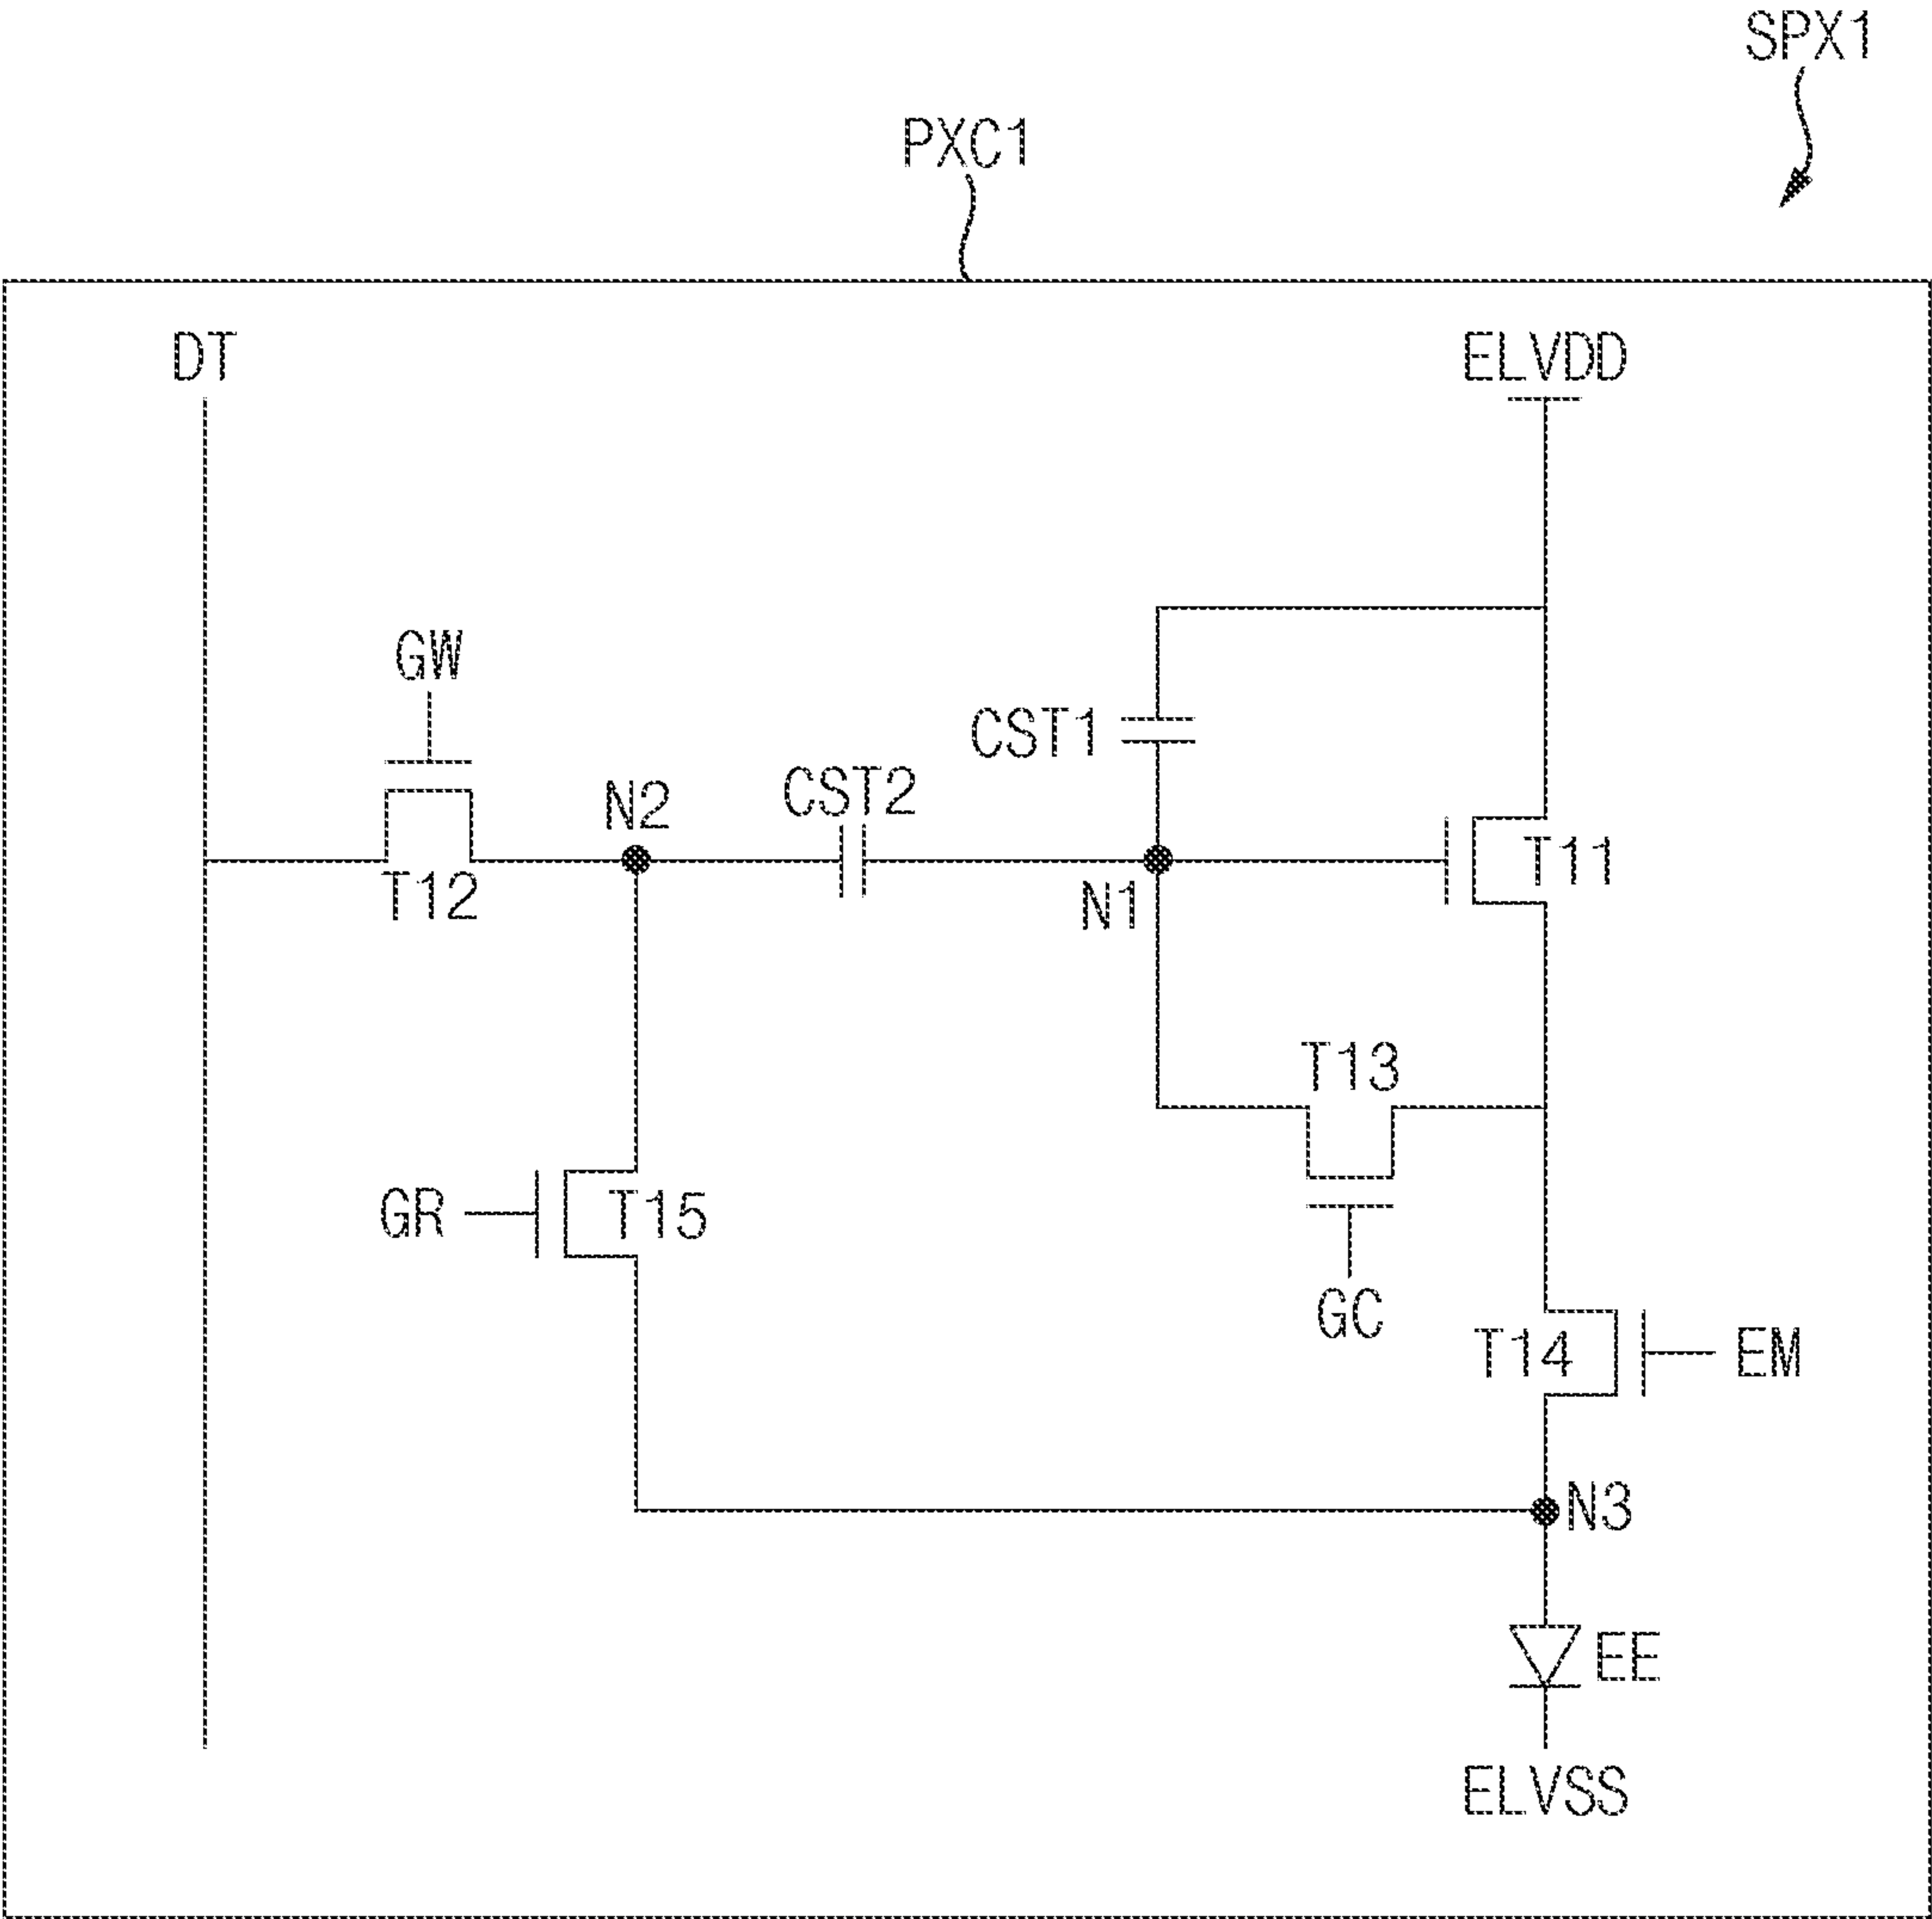 SPX1
PXC1
DT
ELVDD
GW
CST1
CST2
N2
T11
T12
N1
T13
GR
T15
GC
T14
EM
N3
EE
ELVSS